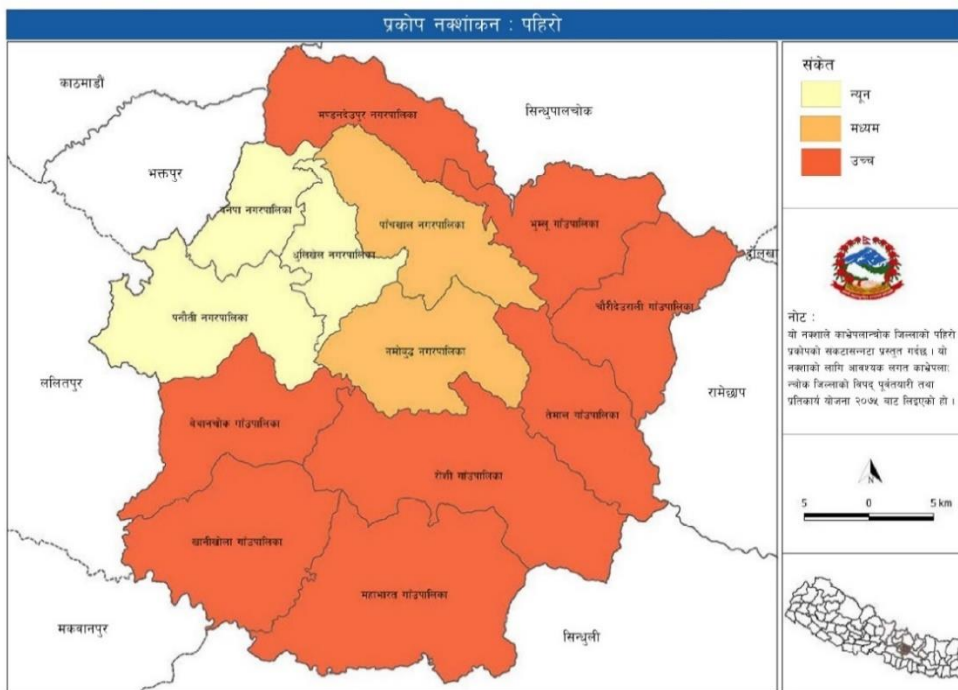 प्रकोप नक्शांकन : पहिरो
काठमाडौं
भक्तपुर
सिन्धुपालचोक
मण्डनदेउपुर नगरपालिका
बनेपा नगरपालिका
पांचखाल नगरपालिका
भुम्लू गाउँपालिका
धुलिखेल नगरपालिका
चौरीदेउराली गाउँपालिका
पनौती नगरपालिका
नमोबुद्ध नगरपालिका
ललितपुर
रामेछाप
बेथानचोक गाउँपालिका
तेमाल गाउँपालिका
रोशी गाउँपालिका
खानीखोला गाउँपालिका
महाभारत गाउँपालिका
मकवानपुर
सिन्धुली
संकेत
न्यून
मध्यम
उच्च
नोट :
यो नक्शाले काभ्रेपलान्चोक जिल्लाको पहिरो
प्रकोपको सकटासन्नता प्रस्तुत गर्दछ । यो
नक्शाको लागि आवश्यक लगत काभ्रेपला:
न्चोक जिल्लाको विपद् पूर्वतयारी तथा
प्रतिकार्य योजना २०७५ बाट लिइएको हो ।
N
5 0 5 km